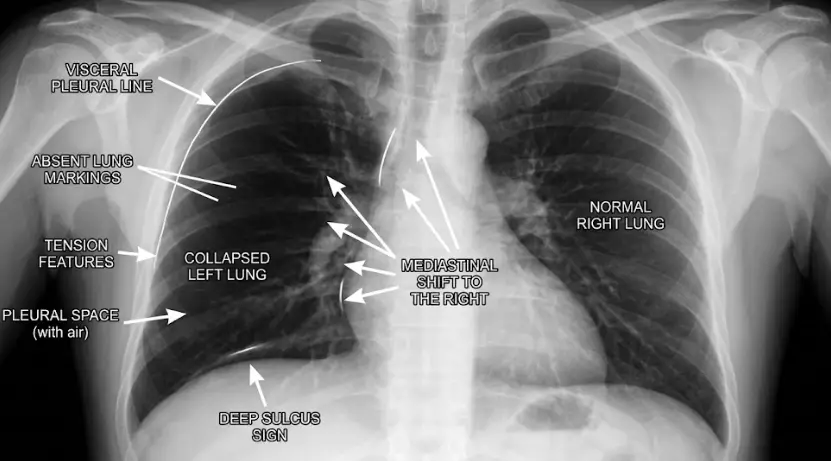 VISCERAL
PLEURAL LINE
ABSENT LUNG
MARKINGS
TENSION
FEATURES
COLLAPSED
LEFT LUNG
PLEURAL SPACE
(with air)
DEEP SULCUS
SIGN
MEDIASTINAL
SHIFT TO
THE RIGHT
NORMAL
RIGHT LUNG